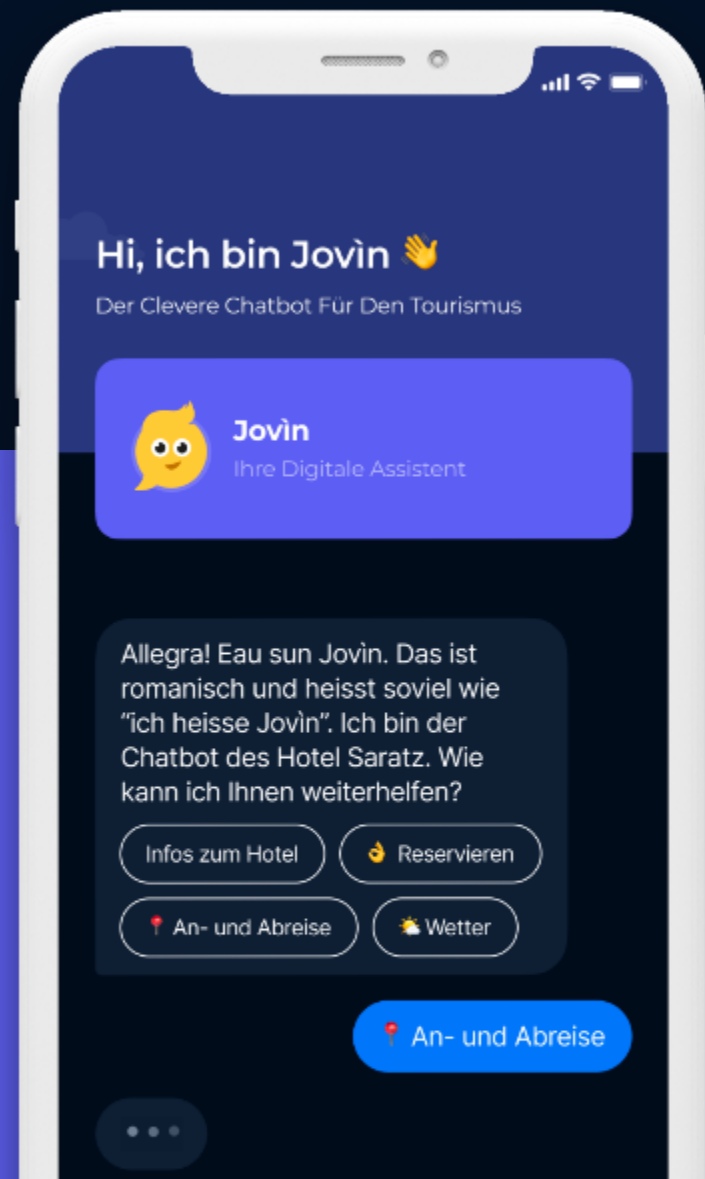 Hi, ich bin Jovìn 👋
Der Clevere Chatbot Für Den Tourismus
Jovìn
Ihre Digitale Assistent
Allegra! Eau sun Jovìn. Das ist
romanisch und heisst soviel wie
“ich heisse Jovìn”. Ich bin der
Chatbot des Hotel Saratz. Wie
kann ich Ihnen weiterhelfen?
Infos zum Hotel
👌 Reservieren
📍 An- und Abreise
🌤 Wetter
📍 An- und Abreise